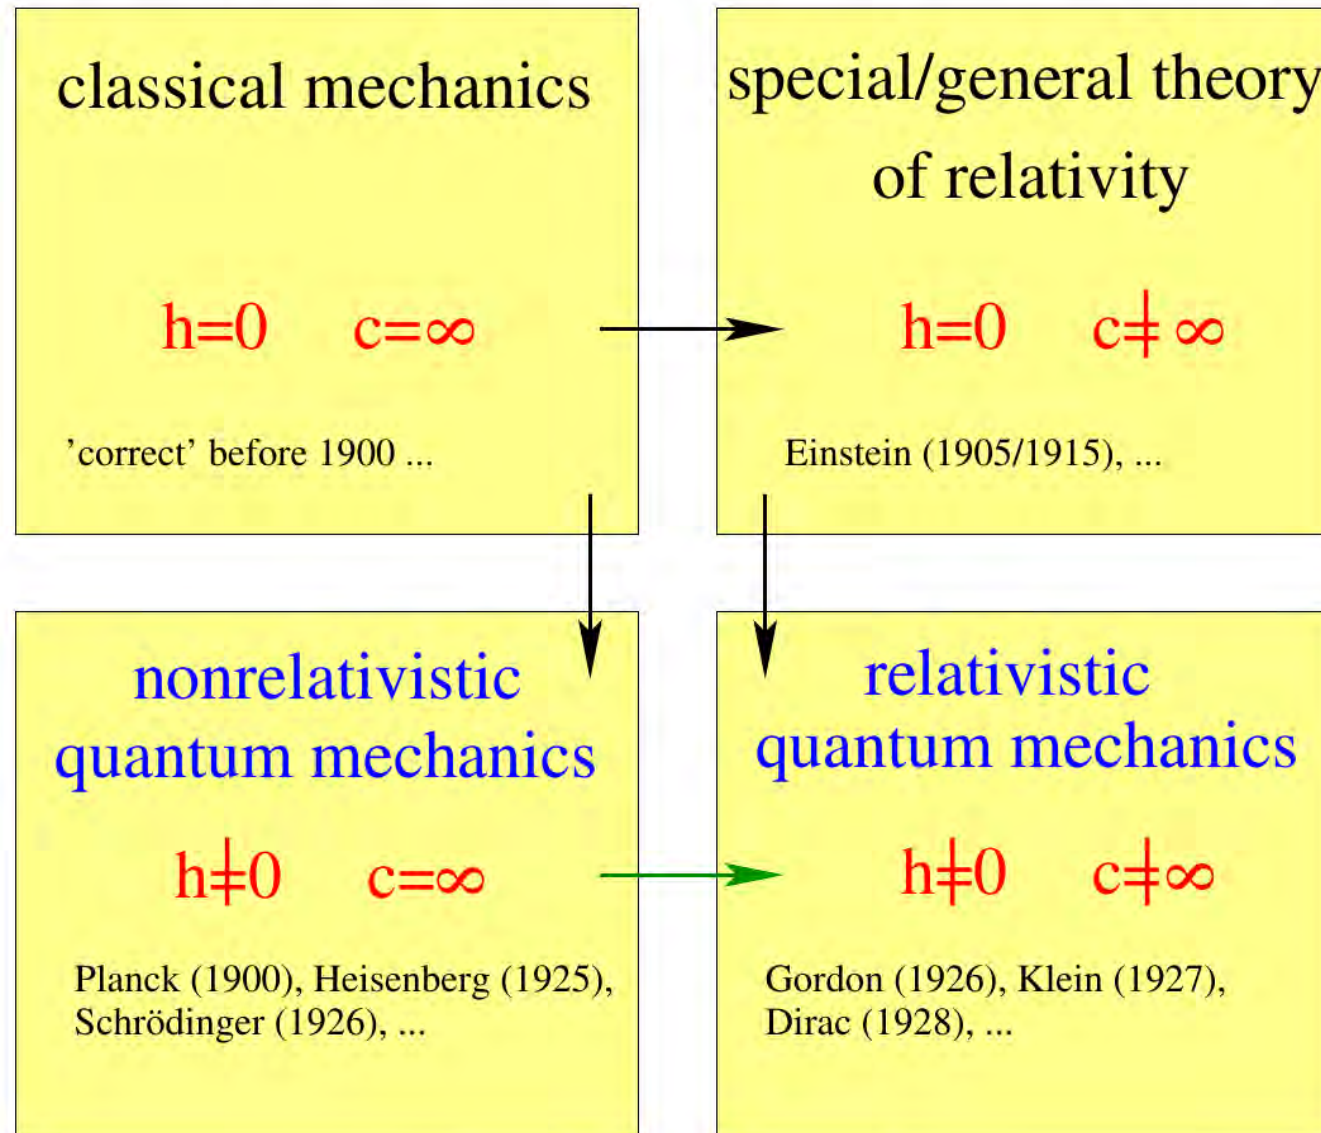 classical mechanics
h=0 c=∞
’correct’ before 1900 ...
special/general theory
of relativity
h=0 c≠∞
Einstein (1905/1915), ...
nonrelativistic
quantum mechanics
h≠0 c=∞
Planck (1900), Heisenberg (1925),
Schrödinger (1926), ...
relativistic
quantum mechanics
h≠0 c≠∞
Gordon (1926), Klein (1927),
Dirac (1928), ...